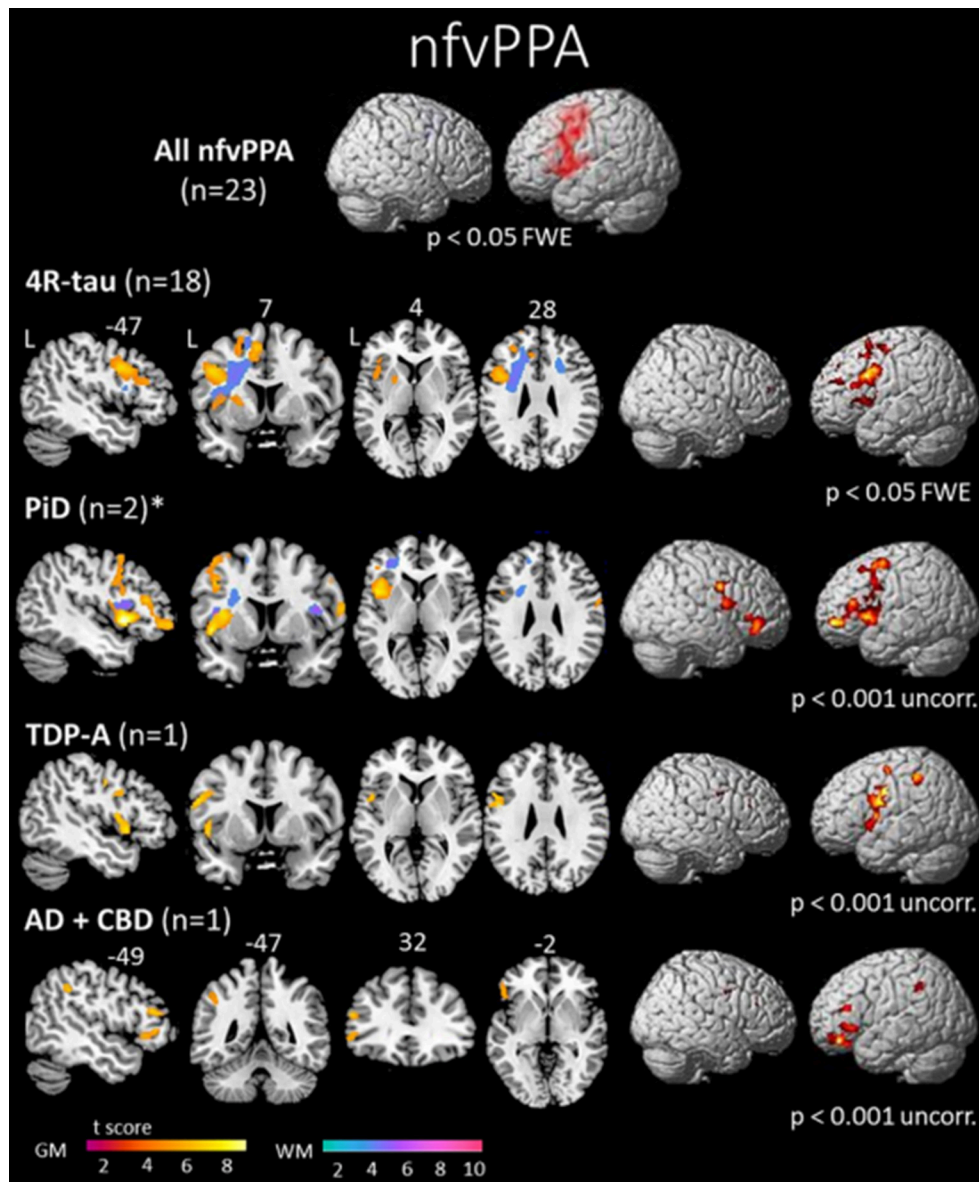 nfvPPA
All nfvPPA
(n=23)
p < 0.05 FWE
4R-tau (n=18)
L -47 L 7 L 4 28
p < 0.05 FWE
PiD (n=2)*
p < 0.001 uncorr.
TDP-A (n=1)
p < 0.001 uncorr.
AD + CBD (n=1)
-49 -47 32 -2
p < 0.001 uncorr.
t score
GM WM
2 4 6 8 2 4 6 8 10